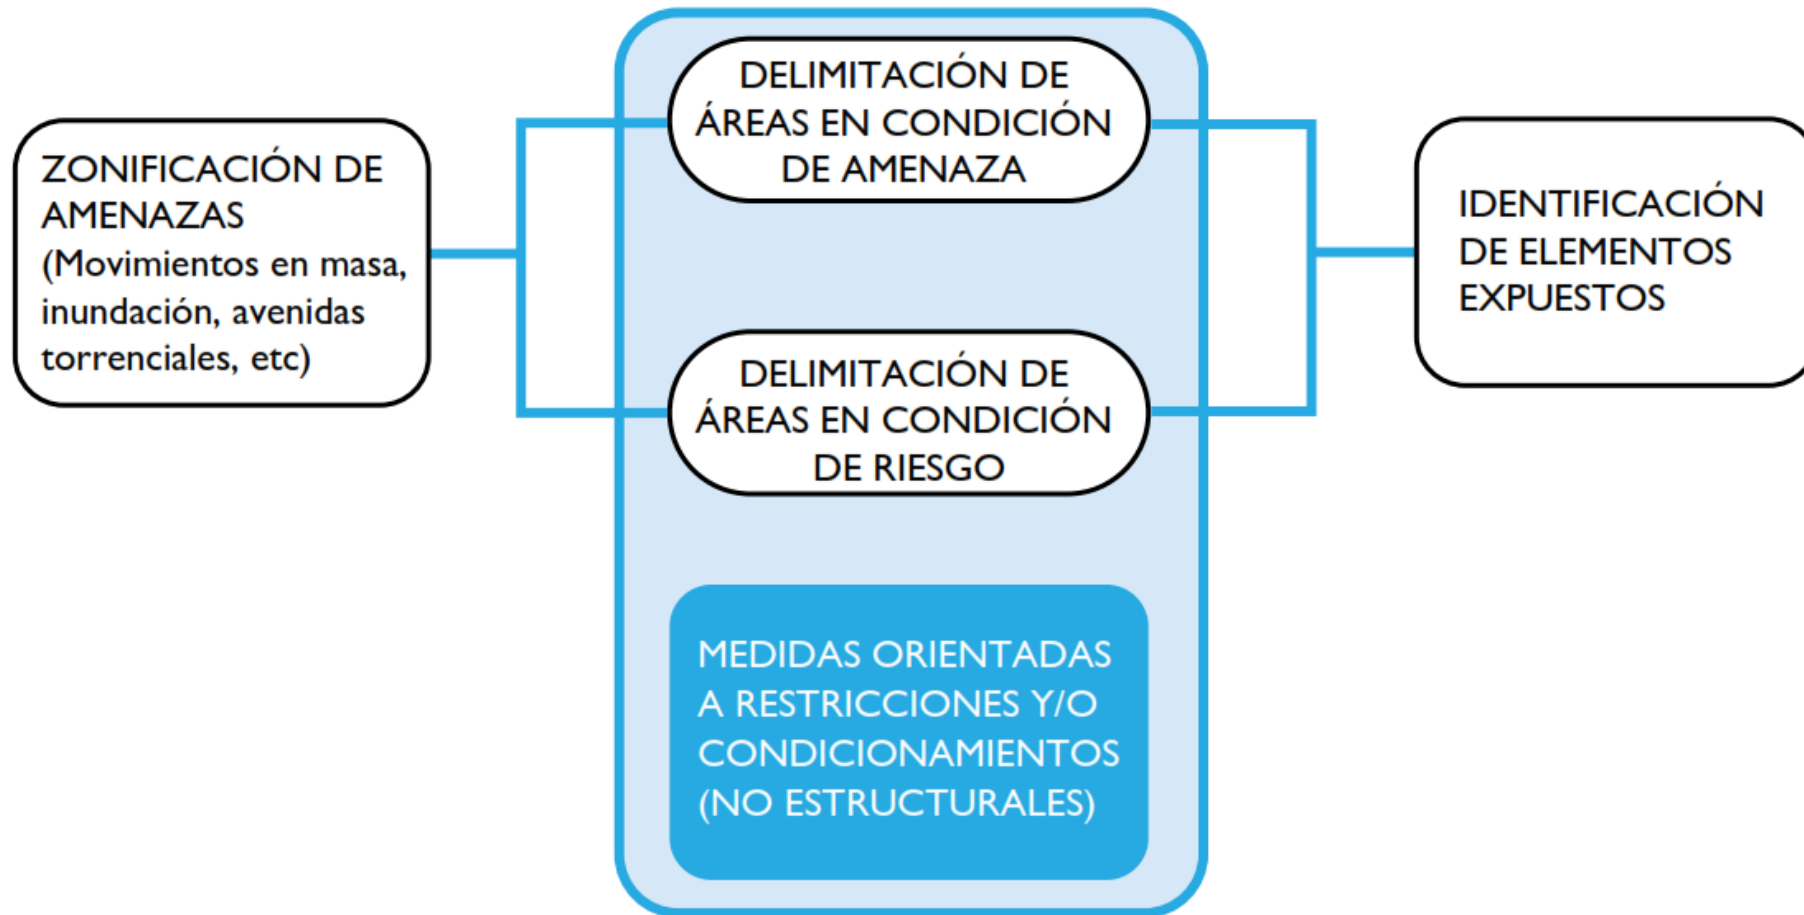 ZONIFICACIÓN DE
AMENAZAS
(Movimientos en masa,
inundación, avenidas
torrenciales, etc)
DELIMITACIÓN DE
ÁREAS EN CONDICIÓN
DE AMENAZA
DELIMITACIÓN DE
ÁREAS EN CONDICIÓN
DE RIESGO
MEDIDAS ORIENTADAS
A RESTRICCIONES Y/O
CONDICIONAMIENTOS
(NO ESTRUCTURALES)
IDENTIFICACIÓN
DE ELEMENTOS
EXPUESTOS